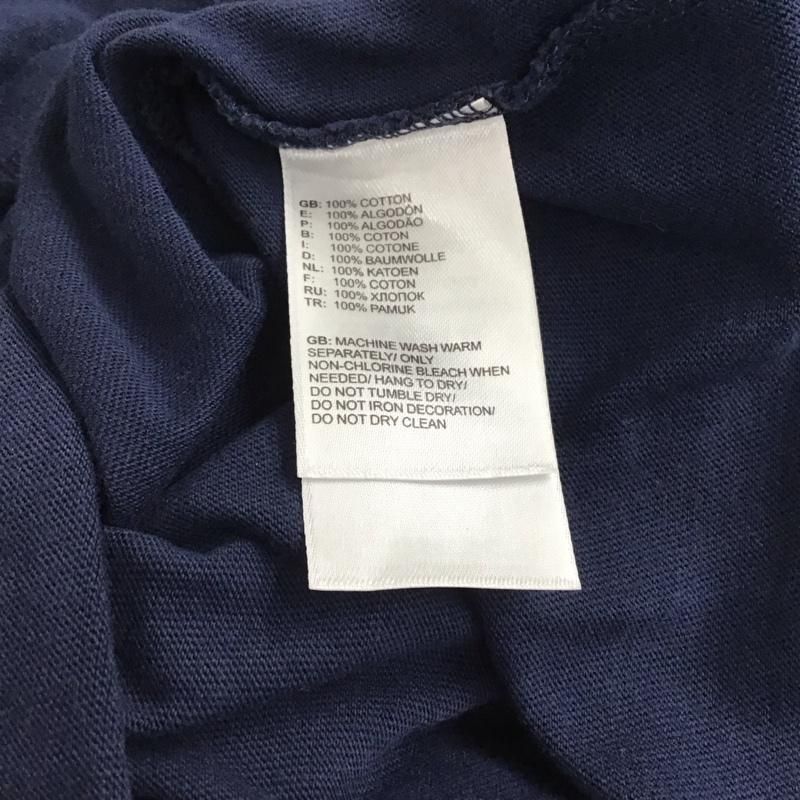 GB: 100% COTTON
E: 100% ALGODÓN
P: 100% ALGODÃO
B: 100% COTON
I: 100% COTONE
D: 100% BAUMWOLLE
NL: 100% KATOEN
F: 100% COTON
RU: 100% ХЛОПОК
TR: 100% PAMUK
GB: MACHINE WASH WARM
SEPARATELY/ ONLY
NON-CHLORINE BLEACH WHEN
NEEDED/ HANG TO DRY/
DO NOT TUMBLE DRY/
DO NOT IRON DECORATION/
DO NOT DRY CLEAN